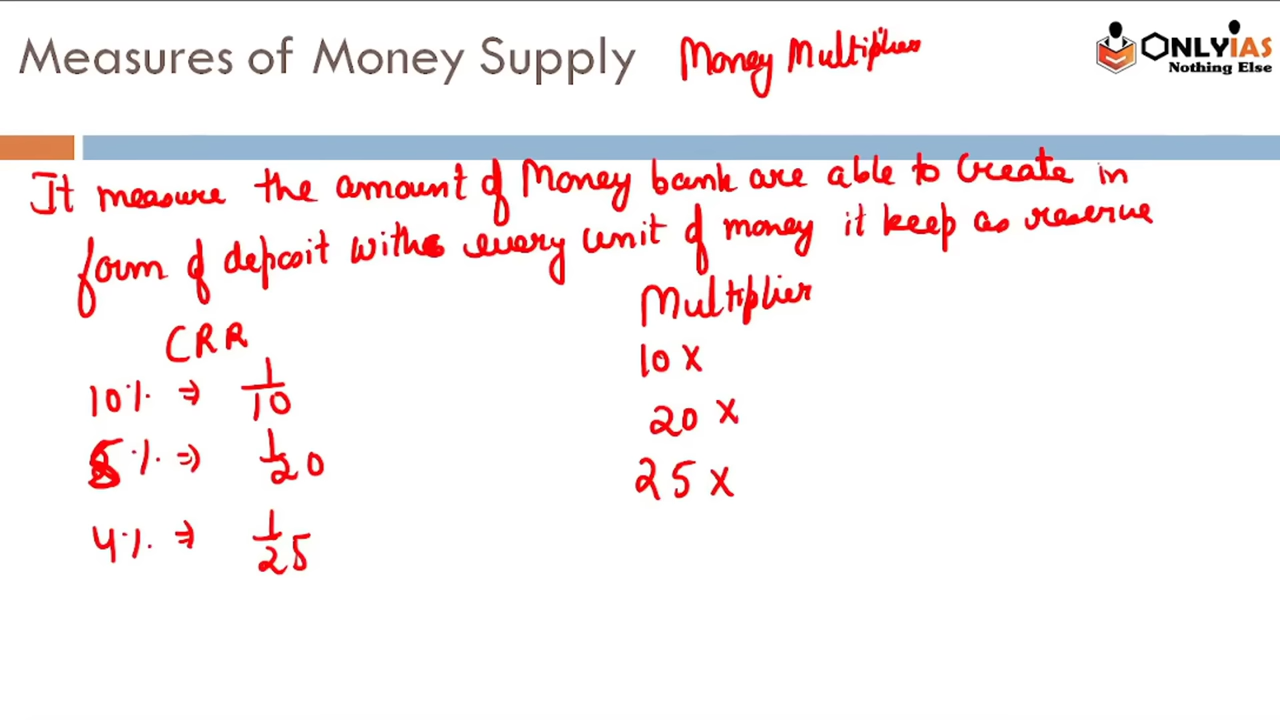 Measures of Money Supply Money Multiplier
ONLYIAS
Nothing Else
It measure the amount of Money bank are able to create in
form of deposit with every unit of money it keep as reserve
CRR Multiplier
10% ⇒ 1/10 10 x
5% ⇒ 1/20 20 x
4% ⇒ 1/25 25 x